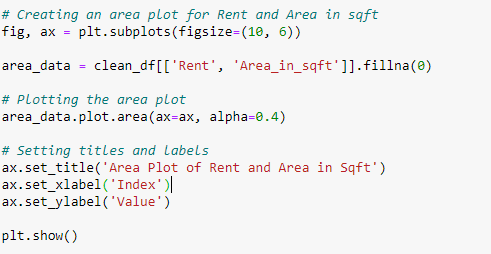 # Creating an area plot for Rent and Area in sqft
fig, ax = plt.subplots(figsize=(10, 6))
area_data = clean_df[['Rent', 'Area_in_sqft']].fillna(0)
# Plotting the area plot
area_data.plot.area(ax=ax, alpha=0.4)
# Setting titles and labels
ax.set_title('Area Plot of Rent and Area in Sqft')
ax.set_xlabel('Index')
ax.set_ylabel('Value')
plt.show()